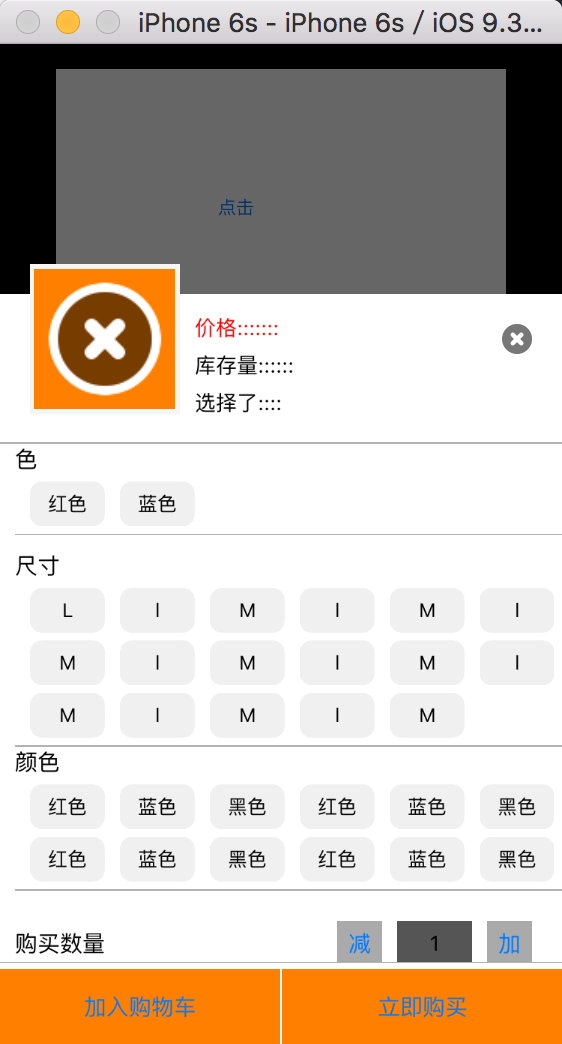 iPhone 6s - iPhone 6s / iOS 9.3...
点击
价格:::::::
库存量::::::
选择了::::
色
红色 蓝色
尺寸
L l M l M l
M l M l M l
M l M l M
颜色
红色 蓝色 黑色 红色 蓝色 黑色
红色 蓝色 黑色 红色 蓝色 黑色
购买数量 减 1 加
加入购物车 立即购买